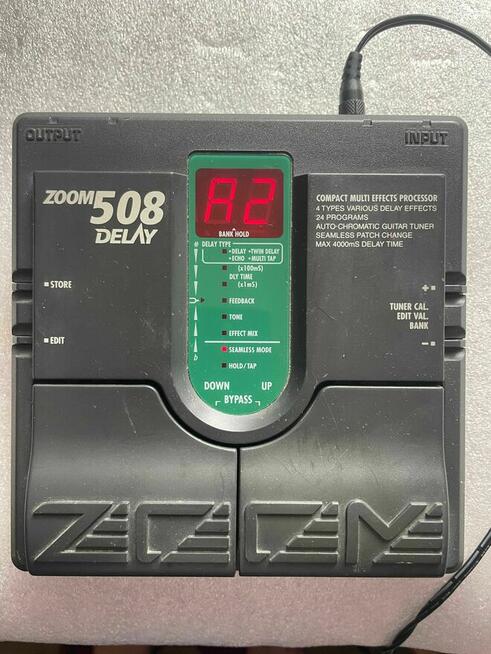 OUTPUT
INPUT
ZOOM 508
DELAY
A2
BANK HOLD
COMPACT MULTI EFFECTS PROCESSOR
4 TYPES VARIOUS DELAY EFFECTS
24 PROGRAMS
AUTO-CHROMATIC GUITAR TUNER
SEAMLESS PATCH CHANGE
MAX 4000mS DELAY TIME
# DELAY TYPE
•DELAY •TWIN DELAY
•ECHO •MULTI TAP
(x100mS)
DLY TIME
(x1mS)
FEEDBACK
TONE
EFFECT MIX
b SEAMLESS MODE
HOLD/TAP
STORE
EDIT
+
TUNER CAL.
EDIT VAL.
BANK
–
DOWN UP
BYPASS
ZOOM